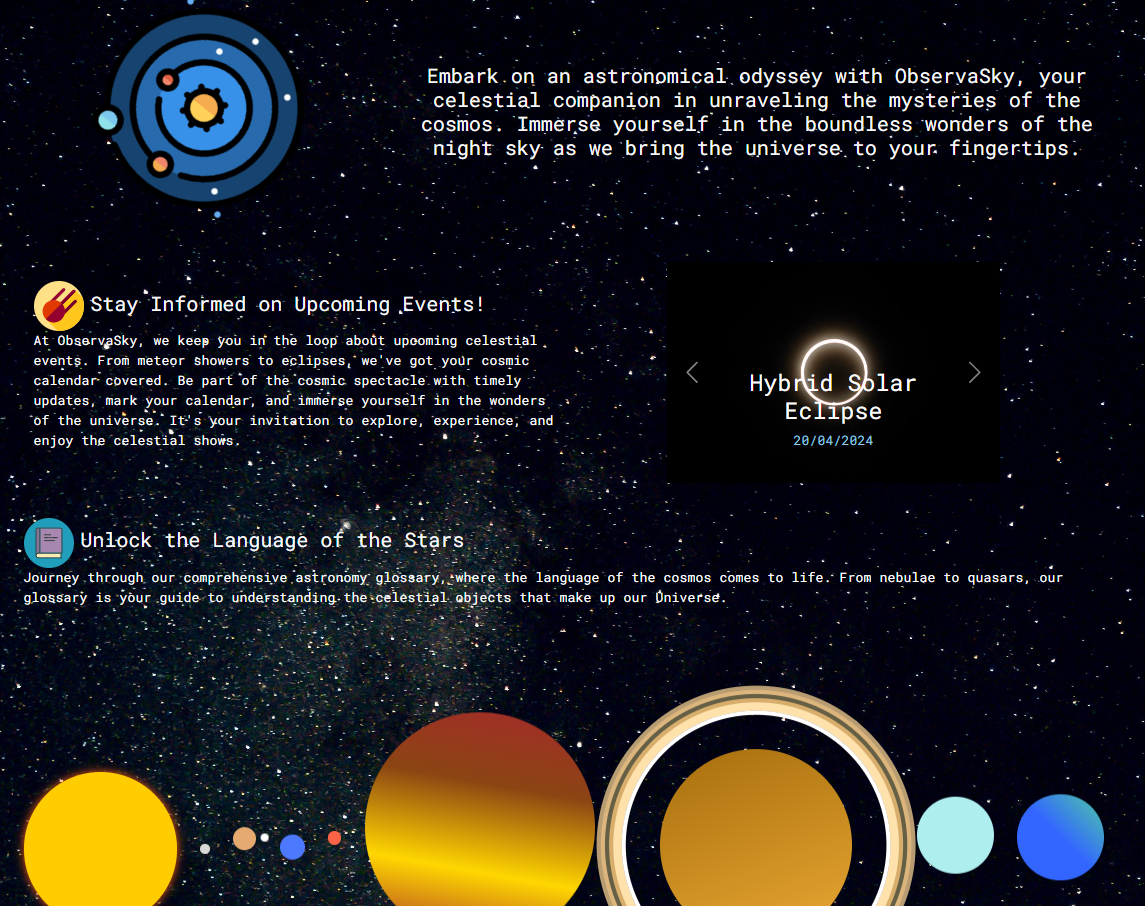 Embark on an astronomical odyssey with ObservaSky, your
celestial companion in unraveling the mysteries of the
cosmos. Immerse yourself in the boundless wonders of the
night sky as we bring the universe to your fingertips.
Stay Informed on Upcoming Events!
At ObservaSky, we keep you in the loop about upcoming celestial
events. From meteor showers to eclipses, we've got your cosmic
calendar covered. Be part of the cosmic spectacle with timely
updates, mark your calendar, and immerse yourself in the wonders
of the universe. It's your invitation to explore, experience, and
enjoy the celestial shows.
Hybrid Solar
Eclipse
20/04/2024
Unlock the Language of the Stars
Journey through our comprehensive astronomy glossary, where the language of the cosmos comes to life. From nebulae to quasars, our
glossary is your guide to understanding the celestial objects that make up our Universe.